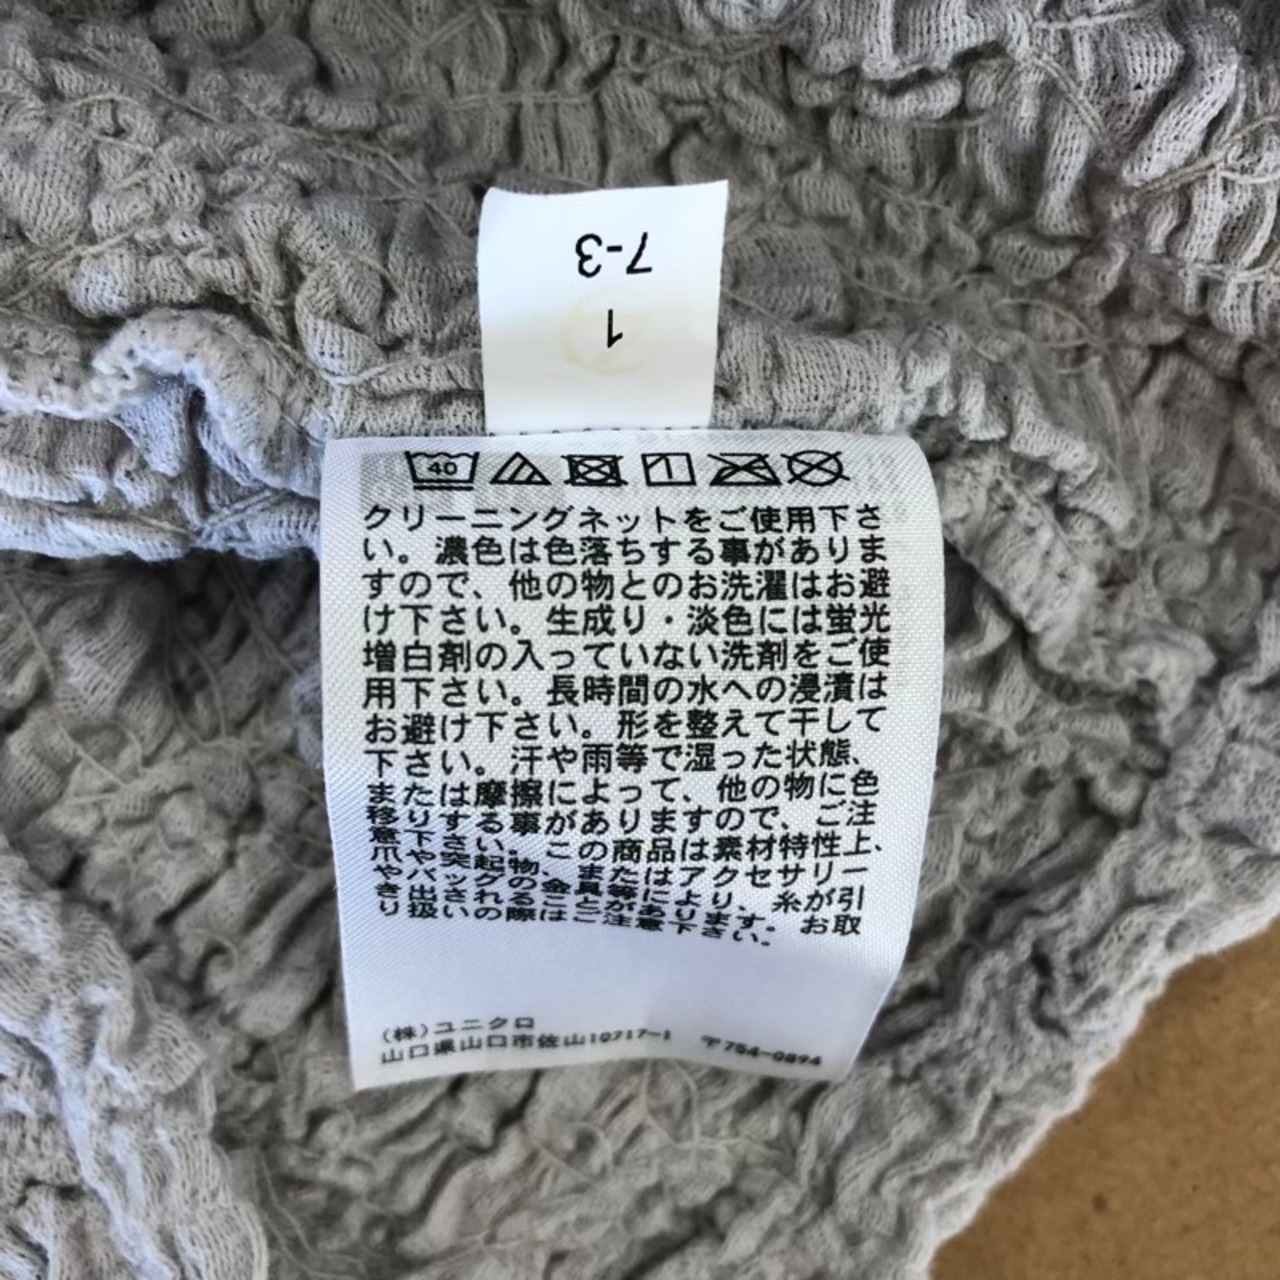 7-3
1
40
クリーニングネットをご使用下さ
い。濃色は色落ちする事がありま
すので、他の物とのお洗濯はお避
け下さい。生成り・淡色には蛍光
増白剤の入っていない洗剤をご使
用下さい。長時間の水への浸漬は
お避け下さい。形を整えて干して
下さい。汗や雨等で湿った状態、
または摩擦によって、他の物に色
移りする事がありますので、ご注
意下さい。この商品は素材特性上、
爪や突起物、またはアクセサリー
やバッグの金具等により、糸が引
き出されることがあります。お取
り扱いの際はご注意下さい。
(株)ユニクロ
山口県山口市佐山10717-1 〒754-0894